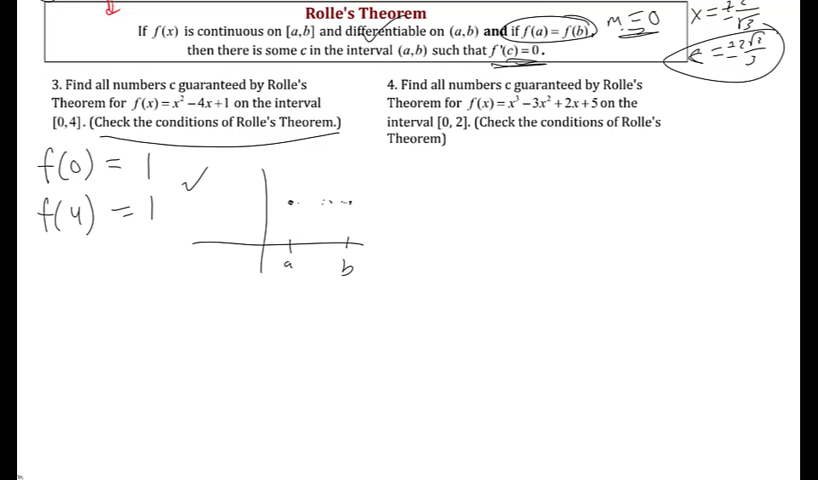 Rolle's Theorem
If f(x) is continuous on [a,b] and differentiable on (a,b) and if f(a) = f(b),
then there is some c in the interval (a,b) such that f'(c) = 0.
m = 0
3. Find all numbers c guaranteed by Rolle's
Theorem for f(x) = x² − 4x + 1 on the interval
[0,4]. (Check the conditions of Rolle's Theorem.)
f(0) = 1
f(4) = 1
a b
4. Find all numbers c guaranteed by Rolle's
Theorem for f(x) = x³ − 3x² + 2x + 5 on the
interval [0, 2]. (Check the conditions of Rolle's
Theorem)